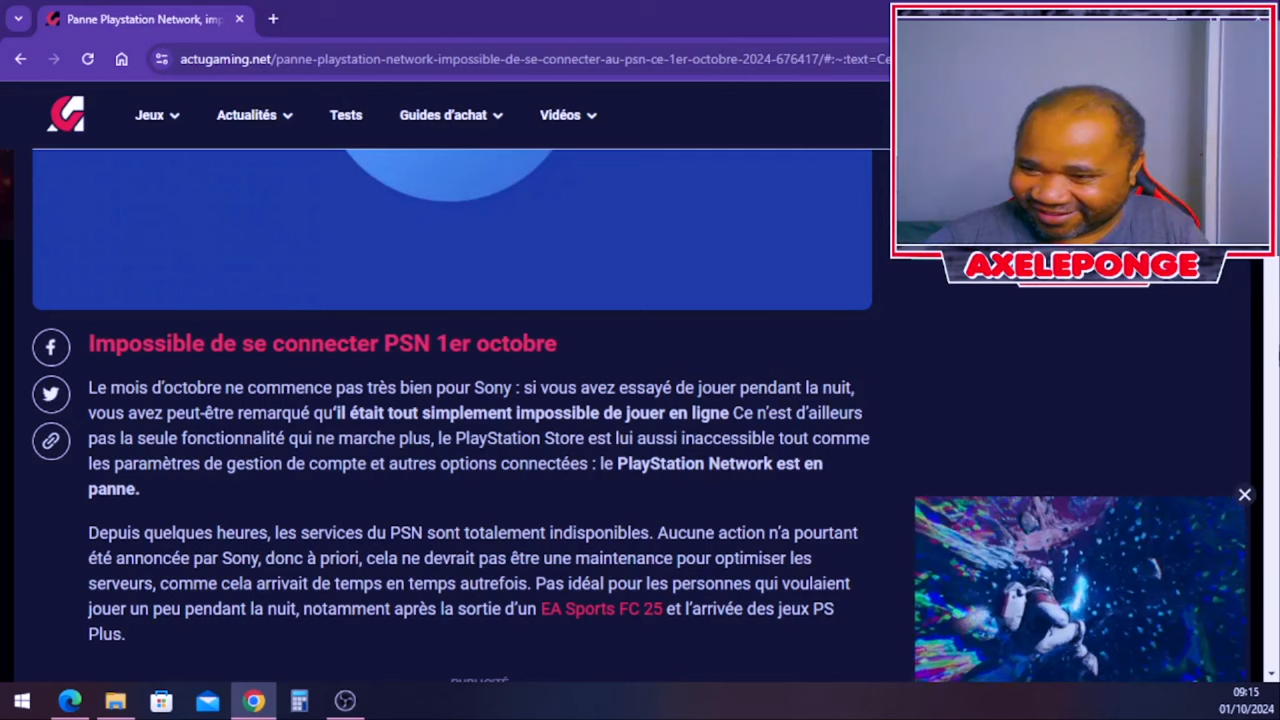 Panne Playstation Network, imp
actugaming.net/panne-playstation-network-impossible-de-se-connecter-au-psn-ce-1er-octobre-2024-676417/#:~:text=Ce
Jeux
Actualités
Tests
Guides d'achat
Vidéos
AXELEPONGE
Impossible de se connecter PSN 1er octobre
Le mois d'octobre ne commence pas très bien pour Sony : si vous avez essayé de jouer pendant la nuit,
vous avez peut-être remarqué qu'il était tout simplement impossible de jouer en ligne Ce n'est d'ailleurs
pas la seule fonctionnalité qui ne marche plus, le PlayStation Store est lui aussi inaccessible tout comme
les paramètres de gestion de compte et autres options connectées : le PlayStation Network est en
panne.
Depuis quelques heures, les services du PSN sont totalement indisponibles. Aucune action n'a pourtant
été annoncée par Sony, donc à priori, cela ne devrait pas être une maintenance pour optimiser les
serveurs, comme cela arrivait de temps en temps autrefois. Pas idéal pour les personnes qui voulaient
jouer un peu pendant la nuit, notamment après la sortie d'un EA Sports FC 25 et l'arrivée des jeux PS
Plus.
PUBLICITÉ
09:15
01/10/2024